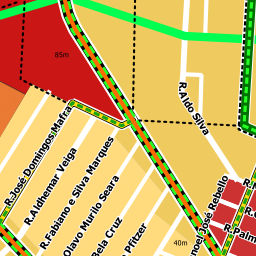 85m
R.Aldo Silva
R.José Domingos Mafra
R.Aldhemar Veiga
R.Fabiano e Silva Marques
Olavo Murilo Seara
Bela Cruz
Pfitzer
40m
oel José Rebello
R.Palm